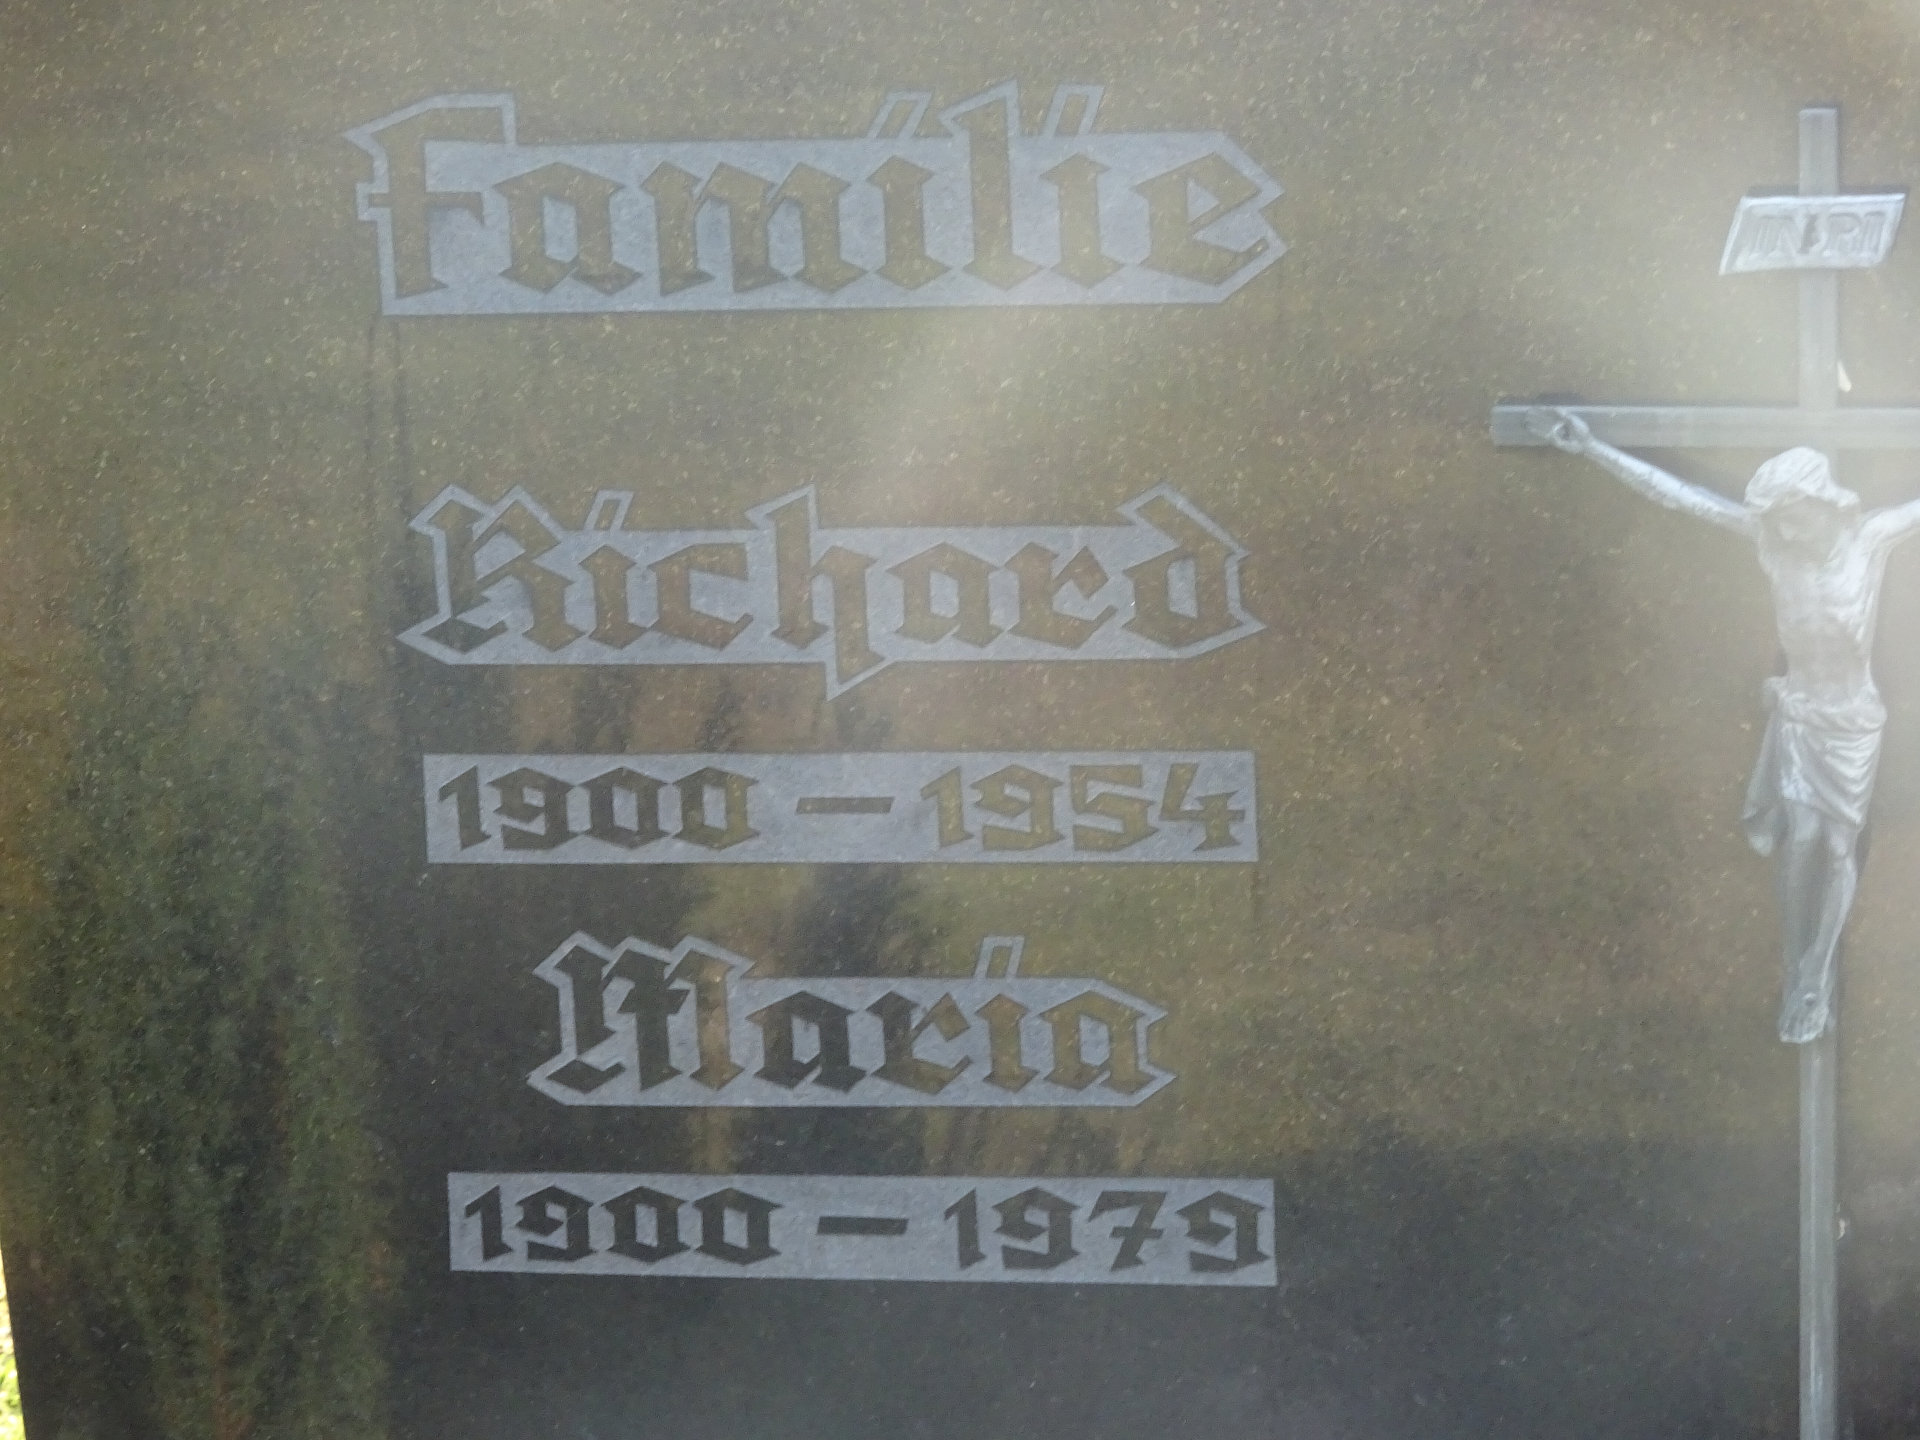 Familie
INRI
Richard
1900 – 1954
Maria
1900 – 1979